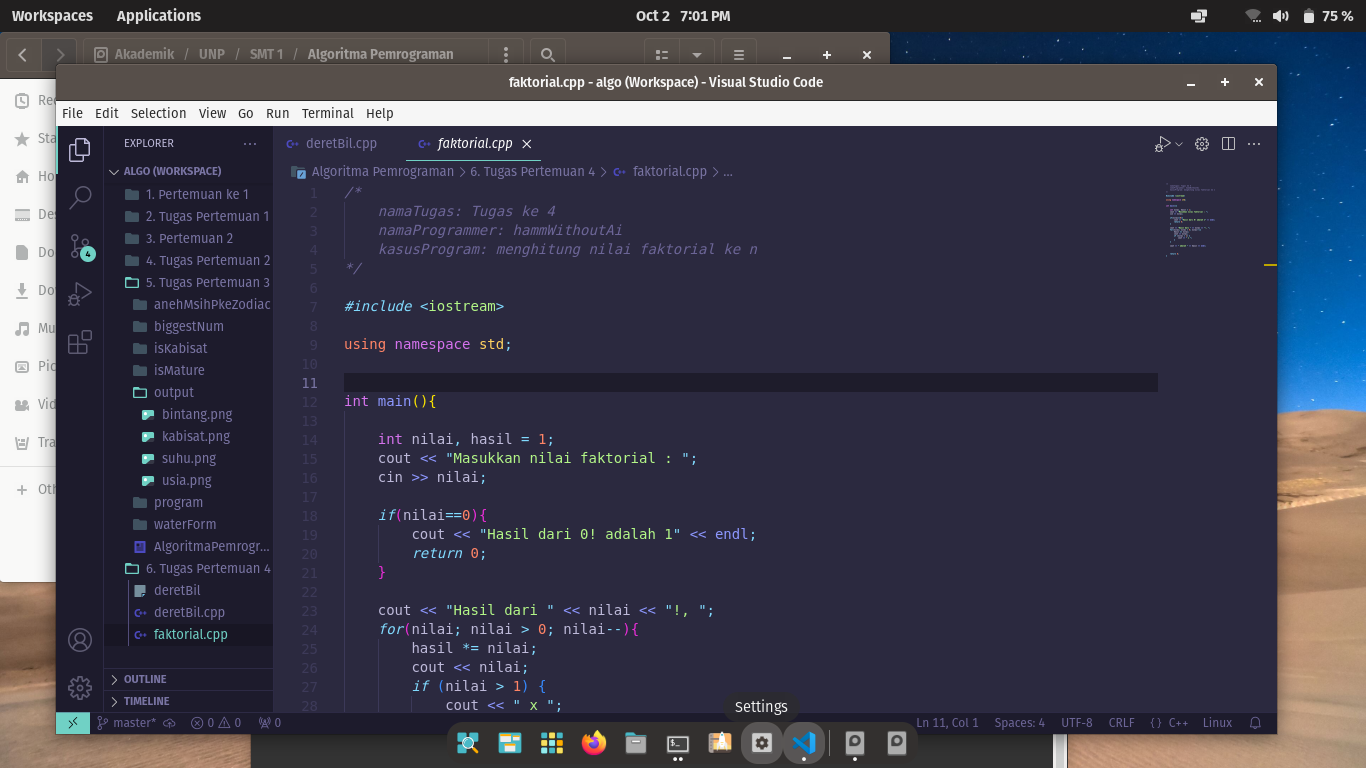 Workspaces Applications Oct 2 7:01 PM 75 %
Akademik / UNP / SMT 1 / Algoritma Pemrograman
faktorial.cpp - algo (Workspace) - Visual Studio Code
File Edit Selection View Go Run Terminal Help
Rec
Sta
Ho
Des
Do
Do
Mu
Pic
Vid
Tra
Oth
EXPLORER
ALGO (WORKSPACE)
1. Pertemuan ke 1
2. Tugas Pertemuan 1
3. Pertemuan 2
4. Tugas Pertemuan 2
5. Tugas Pertemuan 3
anehMsihPkeZodiac
biggestNum
isKabisat
isMature
output
bintang.png
kabisat.png
suhu.png
usia.png
program
waterForm
AlgoritmaPemrogr...
6. Tugas Pertemuan 4
deretBil
deretBil.cpp
faktorial.cpp
OUTLINE
TIMELINE
4
deretBil.cpp faktorial.cpp
Algoritma Pemrograman > 6. Tugas Pertemuan 4 > faktorial.cpp > ...
1 /*
2 namaTugas: Tugas ke 4
3 namaProgrammer: hammWithoutAi
4 kasusProgram: menghitung nilai faktorial ke n
5 */
6
7 #include <iostream>
8
9 using namespace std;
10
11
12 int main(){
13
14 int nilai, hasil = 1;
15 cout << "Masukkan nilai faktorial : ";
16 cin >> nilai;
17
18 if(nilai==0){
19 cout << "Hasil dari 0! adalah 1" << endl;
20 return 0;
21 }
22
23 cout << "Hasil dari " << nilai << "!, ";
24 for(nilai; nilai > 0; nilai--){
25 hasil *= nilai;
26 cout << nilai;
27 if (nilai > 1) {
28 cout << " x ";
Settings
master* 0 0 0 Ln 11, Col 1 Spaces: 4 UTF-8 CRLF {} C++ Linux